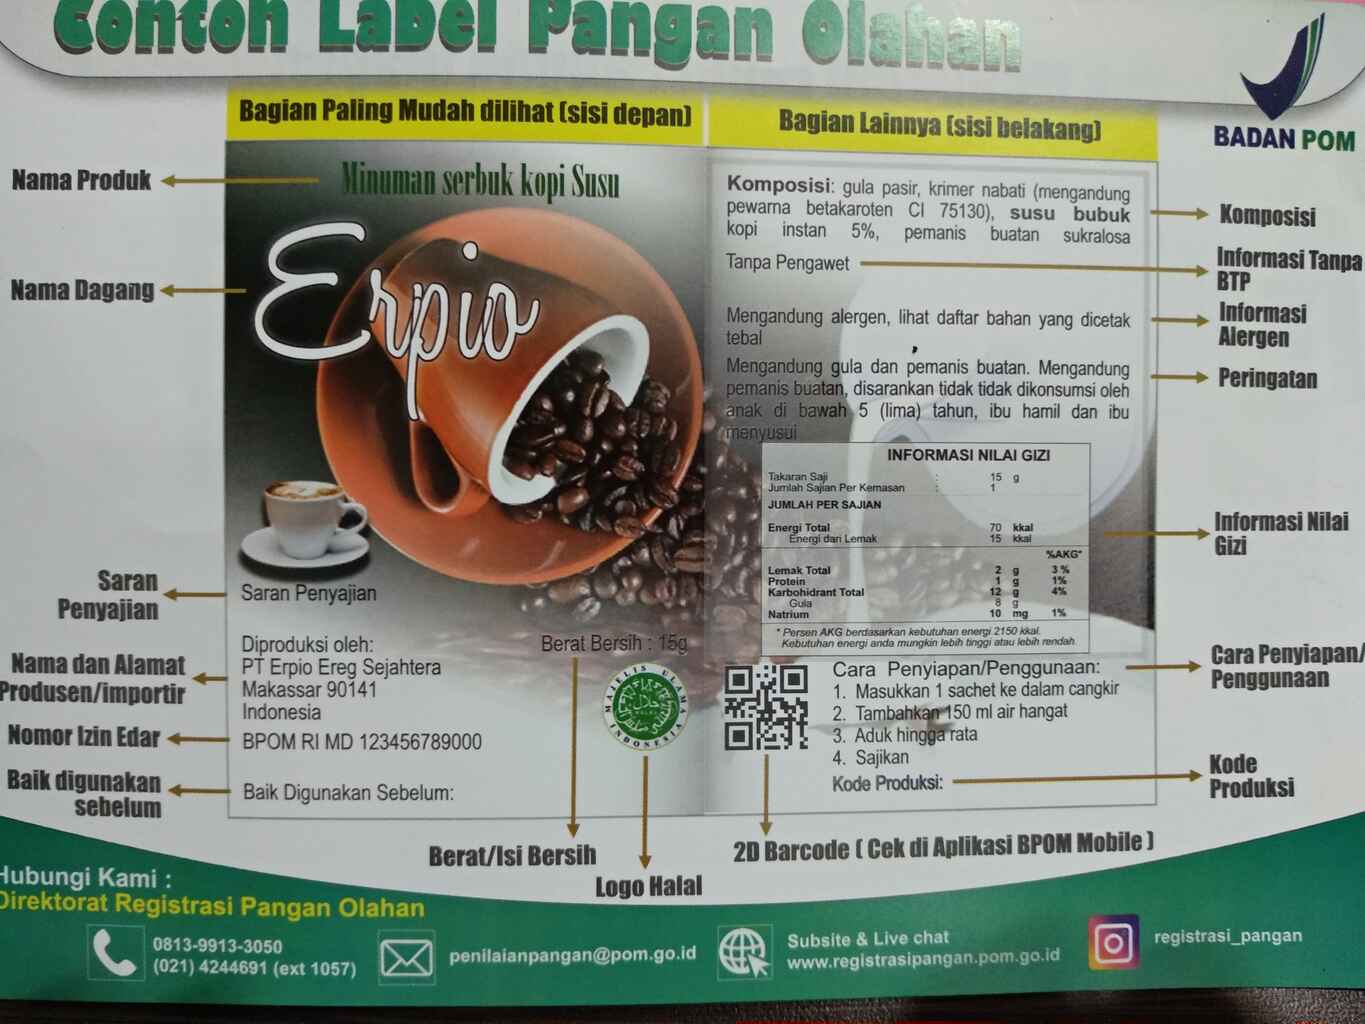 Contoh Label Pangan Olahan
BADAN POM
Bagian Paling Mudah dilihat (sisi depan)
Bagian Lainnya (sisi belakang)
Nama Produk
Nama Dagang
Saran
Penyajian
Nama dan Alamat
Produsen/importir
Nomor Izin Edar
Baik digunakan
sebelum
Minuman serbuk kopi Susu
Erpio
Saran Penyajian
Diproduksi oleh:
PT Erpio Ereg Sejahtera
Makassar 90141
Indonesia
BPOM RI MD 123456789000
Baik Digunakan Sebelum:
Berat Bersih : 15g
MAJELIS ULAMA
INDONESIA
حلال
Berat/Isi Bersih
Logo Halal
Komposisi: gula pasir, krimer nabati (mengandung
pewarna betakaroten CI 75130), susu bubuk
kopi instan 5%, pemanis buatan sukralosa
Tanpa Pengawet
Mengandung alergen, lihat daftar bahan yang dicetak
tebal
Mengandung gula dan pemanis buatan. Mengandung
pemanis buatan, disarankan tidak tidak dikonsumsi oleh
anak di bawah 5 (lima) tahun, ibu hamil dan ibu
menyusui
INFORMASI NILAI GIZI
Takaran Saji : 15 g
Jumlah Sajian Per Kemasan : 1
JUMLAH PER SAJIAN
Energi Total 70 kkal
Energi dari Lemak 15 kkal
%AKG*
Lemak Total 2 g 3 %
Protein 1 g 1%
Karbohidrant Total 12 g 4%
Gula 8 g
Natrium 10 mg 1%
* Persen AKG berdasarkan kebutuhan energi 2150 kkal.
Kebutuhan energi anda mungkin lebih tinggi atau lebih rendah.
Cara Penyiapan/Penggunaan:
1. Masukkan 1 sachet ke dalam cangkir
2. Tambahkan 150 ml air hangat
3. Aduk hingga rata
4. Sajikan
Kode Produksi:
2D Barcode ( Cek di Aplikasi BPOM Mobile )
Komposisi
Informasi Tanpa
BTP
Informasi
Alergen
Peringatan
Informasi Nilai
Gizi
Cara Penyiapan/
Penggunaan
Kode
Produksi
Hubungi Kami :
Direktorat Registrasi Pangan Olahan
0813-9913-3050
(021) 4244691 (ext 1057)
penilaianpangan@pom.go.id
Subsite & Live chat
www.registrasipangan.pom.go.id
registrasi_pangan